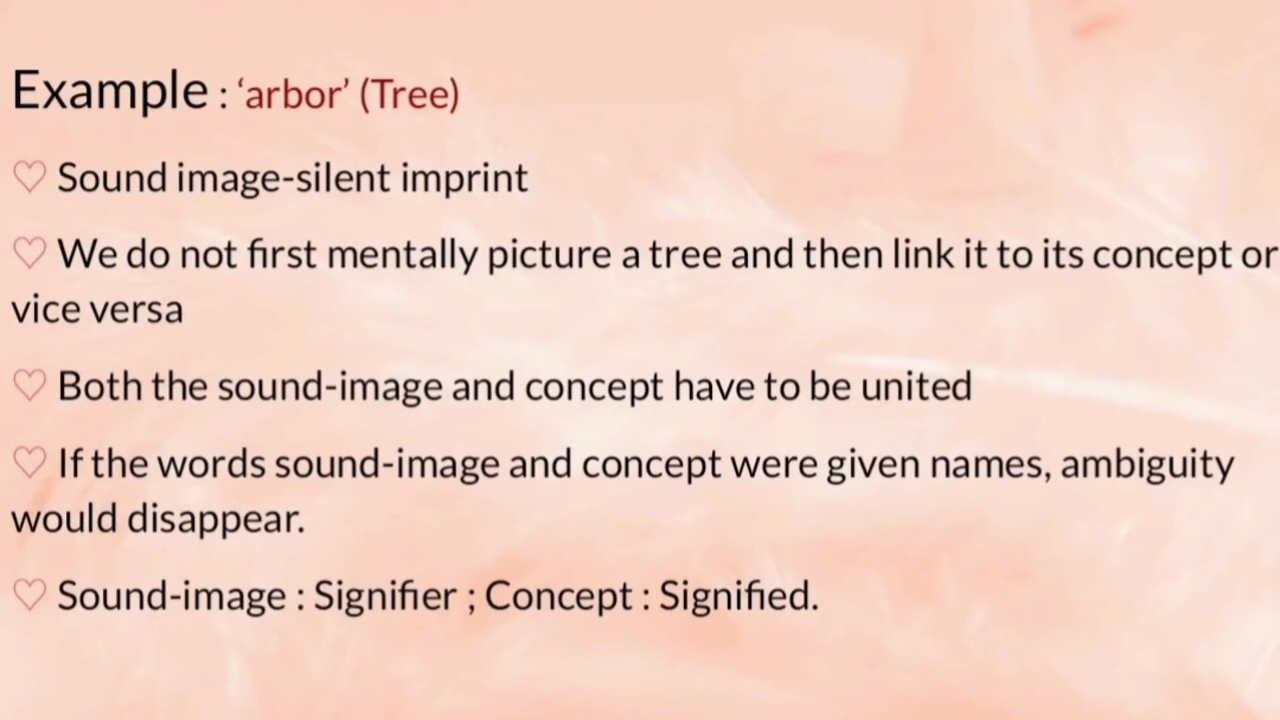 Example : ‘arbor’ (Tree)
♡ Sound image-silent imprint
♡ We do not first mentally picture a tree and then link it to its concept or
vice versa
♡ Both the sound-image and concept have to be united
♡ If the words sound-image and concept were given names, ambiguity
would disappear.
♡ Sound-image : Signifier ; Concept : Signified.